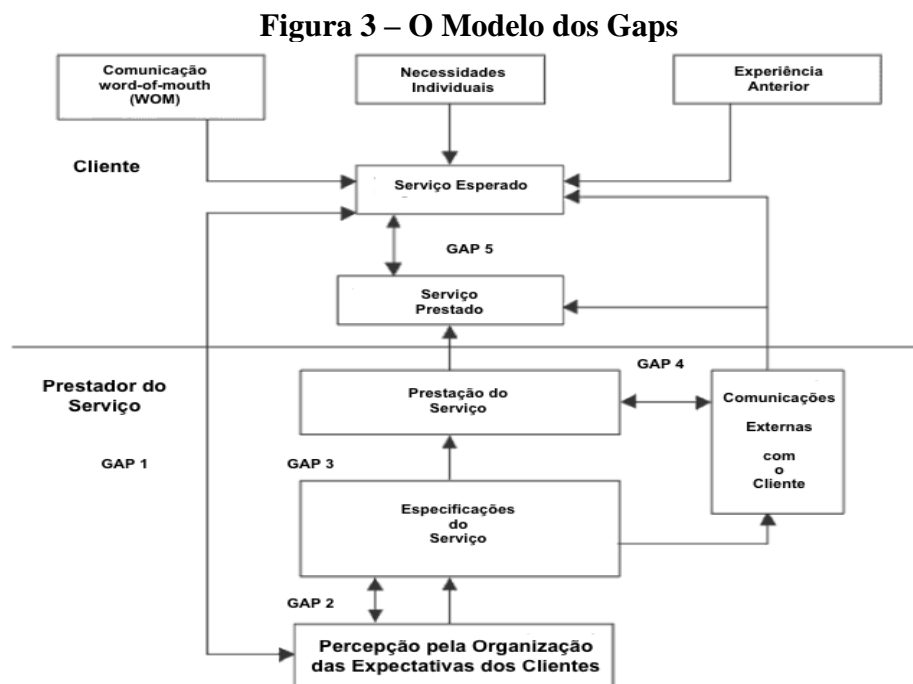 Figura 3 – O Modelo dos Gaps
Comunicação
word-of-mouth
(WOM)
Necessidades
Individuais
Experiência
Anterior
Cliente
Serviço Esperado
GAP 5
Serviço
Prestado
Prestador do
Serviço
GAP 1
Prestação do
Serviço
GAP 4
Comunicações
Externas
com
o
Cliente
GAP 3
Especificações
do
Serviço
GAP 2
Percepção pela Organização
das Expectativas dos Clientes